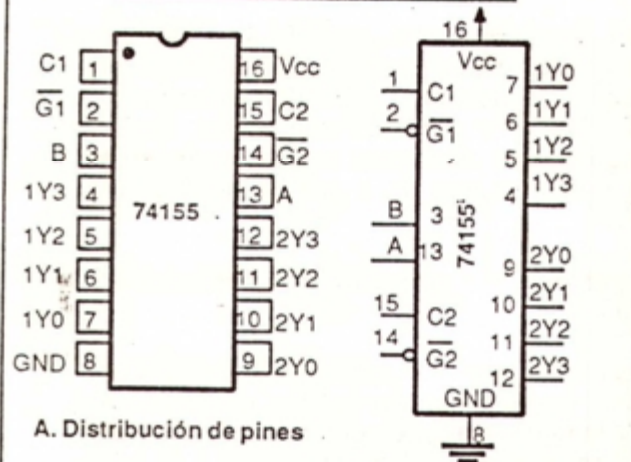 C1 1 16 Vcc
G1 2 15 C2
B 3 14 G2
1Y3 4 13 A
74155
1Y2 5 12 2Y3
1Y1 6 11 2Y2
1Y0 7 10 2Y1
GND 8 9 2Y0
A. Distribución de pines
16
Vcc
1 C1 7 1Y0
2 G1 6 1Y1
5 1Y2
4 1Y3
B 3
74155
A 13
9 2Y0
15 C2 10 2Y1
14 G2 11 2Y2
12 2Y3
GND
8